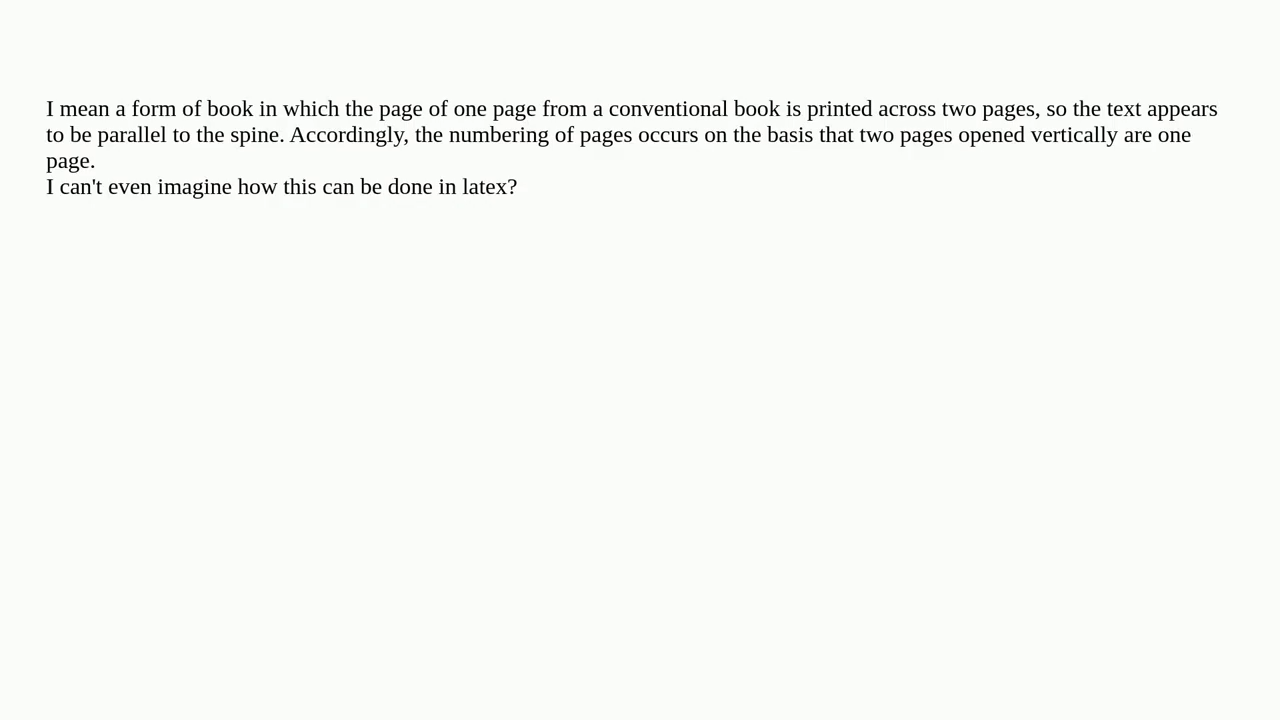 I mean a form of book in which the page of one page from a conventional book is printed across two pages, so the text appears
to be parallel to the spine. Accordingly, the numbering of pages occurs on the basis that two pages opened vertically are one
page.
I can't even imagine how this can be done in latex?